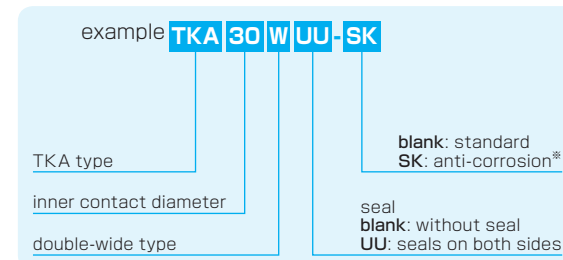 example TKA 30 W UU - SK
TKA type
inner contact diameter
double-wide type
blank: standard
SK: anti-corrosion※
seal
blank: without seal
UU: seals on both sides